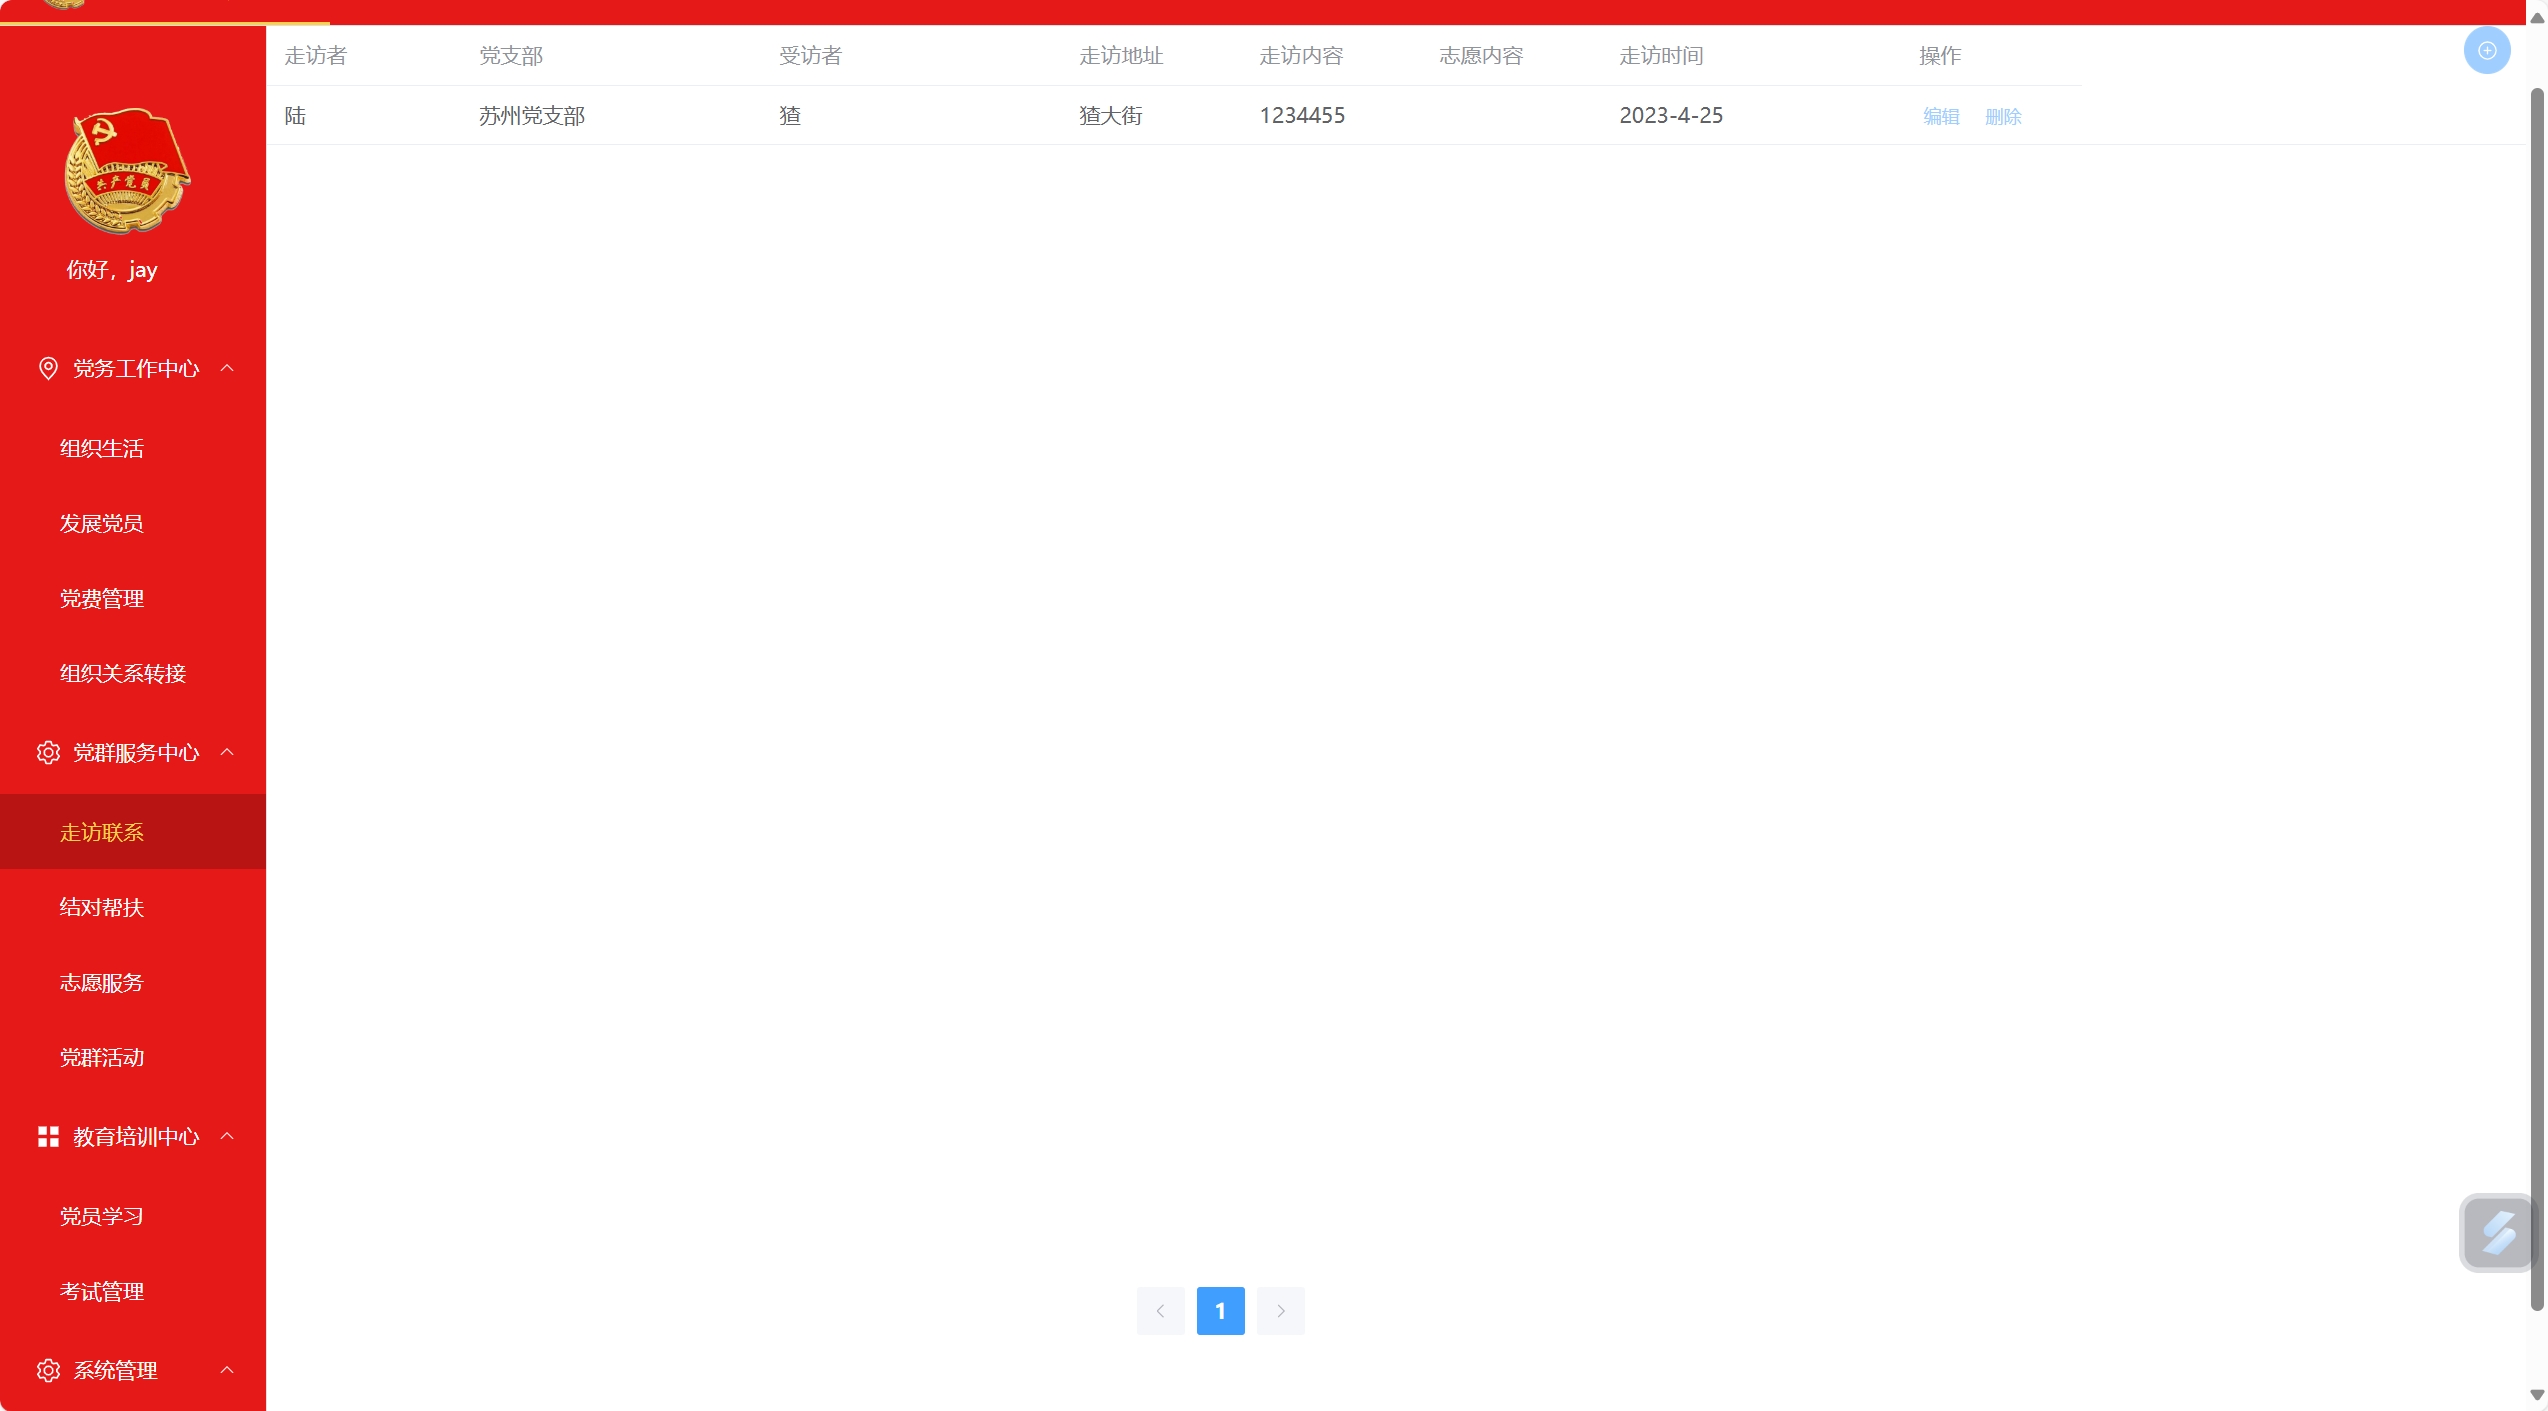 走访者 党支部 受访者 走访地址 走访内容 志愿内容 走访时间 操作
陆 苏州党支部 猹 猹大街 1234455 2023-4-25 编辑 删除
共产党员
你好，jay
党务工作中心
组织生活
发展党员
党费管理
组织关系转接
党群服务中心
走访联系
结对帮扶
志愿服务
党群活动
教育培训中心
党员学习
考试管理
系统管理
1